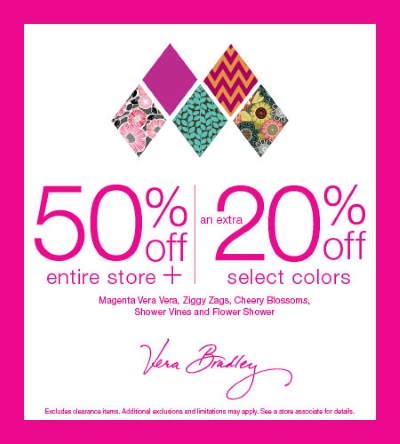 50% off
entire store +
an extra
20% off
select colors
Magenta Vera Vera, Ziggy Zags, Cheery Blossoms,
Shower Vines and Flower Shower
Vera Bradley
Excludes clearance items. Additional exclusions and limitations may apply. See a store associate for details.